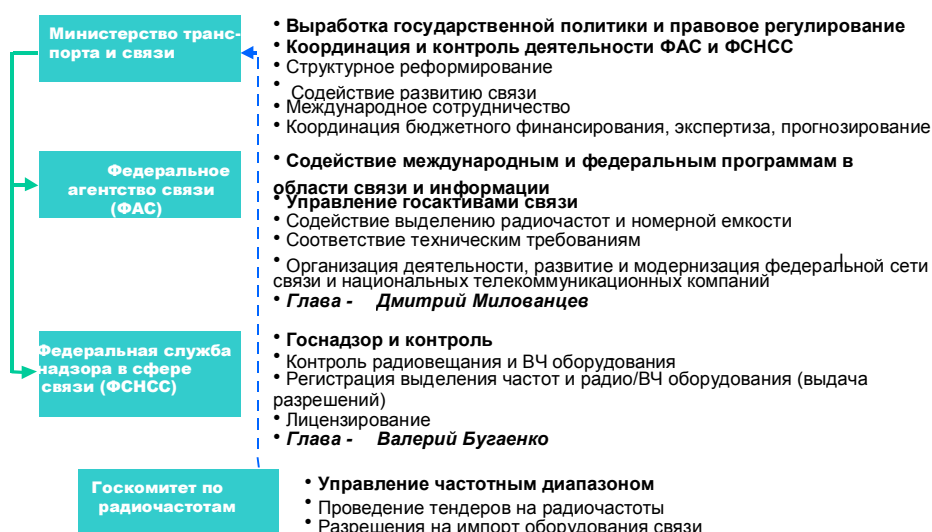 Министерство транс-
порта и связи
• Выработка государственной политики и правовое регулирование
• Координация и контроль деятельности ФАС и ФСНСС
• Структурное реформирование
• Содействие развитию связи
• Международное сотрудничество
• Координация бюджетного финансирования, экспертиза, прогнозирование
Федеральное
агентство связи
(ФАС)
• Содействие международным и федеральным программам в
области связи и информации
• Управление госактивами связи
• Содействие выделению радиочастот и номерной емкости
• Соответствие техническим требованиям
• Организация деятельности, развитие и модернизация федеральной сети
связи и национальных телекоммуникационных компаний
• Глава - Дмитрий Милованцев
Федеральная служба
надзора в сфере
связи (ФСНСС)
• Госнадзор и контроль
• Контроль радиовещания и ВЧ оборудования
• Регистрация выделения частот и радио/ВЧ оборудования (выдача
разрешений)
• Лицензирование
• Глава - Валерий Бугаенко
Госкомитет по
радиочастотам
• Управление частотным диапазоном
• Проведение тендеров на радиочастоты
• Разрешения на импорт оборудования связи